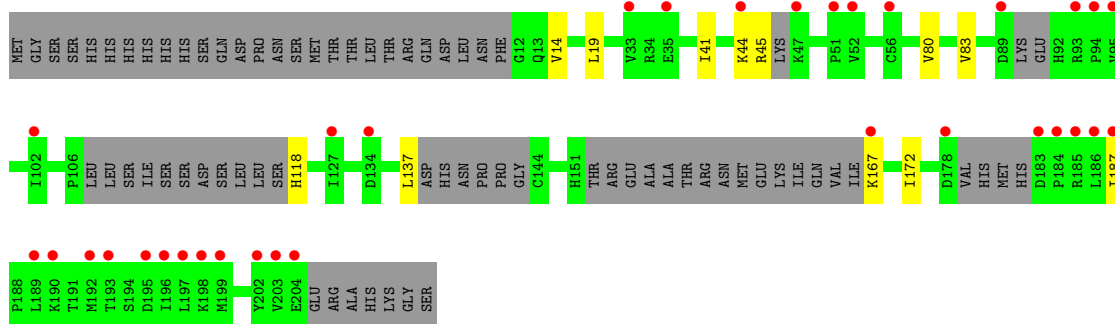 MET GLY SER SER HIS HIS HIS HIS HIS HIS SER GLN ASP PRO ASN SER MET THR THR LEU THR ARG GLN ASP LEU ASN PHE G12 Q13 V14 L19 V33 R34 E35 I41 K44 R45 LYS K47 P51 V52 C56 V80 V83 D89 LYS GLU H92 R93 P94 V95
I102 P106 LEU LEU SER ILE SER SER ASP SER LEU LEU SER H118 I127 D134 L137 ASP HIS ASN PRO PRO GLY C144 H151 THR ARG GLU ALA ALA THR ARG ASN MET GLU LYS ILE GLN VAL ILE K167 I172 D178 VAL HIS MET HIS D183 P184 R185 L186 I187
P188 L189 K190 T191 M192 T193 S194 D195 I196 L197 K198 M199 Y202 V203 E204 GLU ARG ALA HIS LYS GLY SER